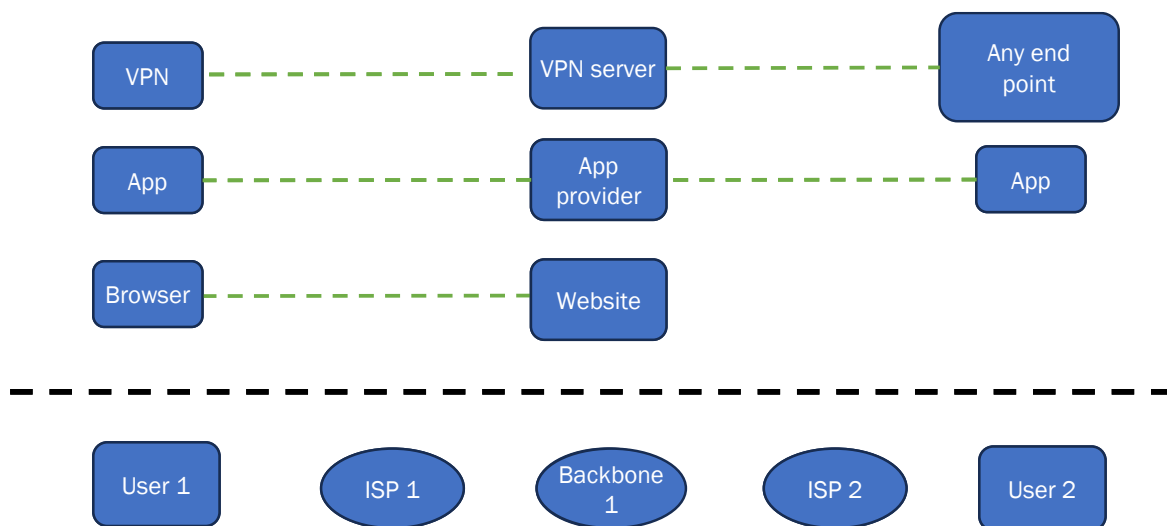 VPN
VPN server
Any end
point
App
App
provider
App
Browser
Website
User 1
ISP 1
Backbone
1
ISP 2
User 2